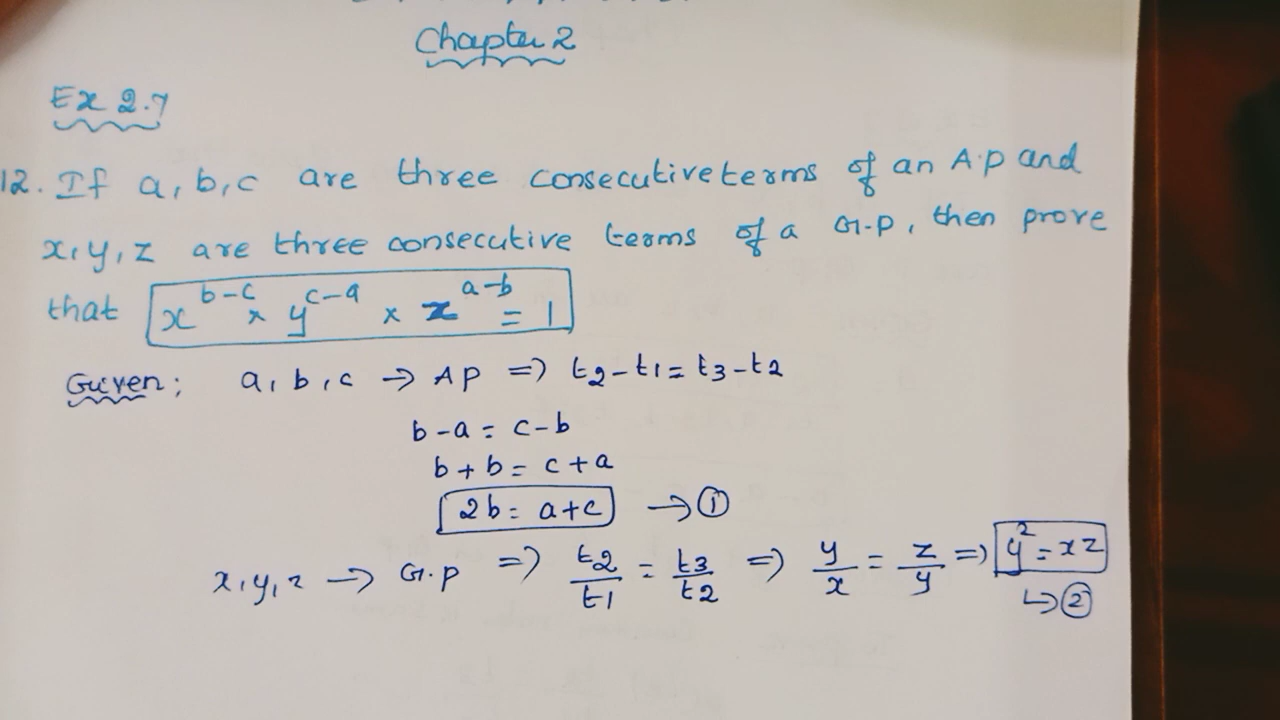 Chapter 2
Ex 2.7
12. If a, b, c are three consecutive terms of an A.P and
x, y, z are three consecutive terms of a G.P, then prove
that x^(b-c) × y^(c-a) × z^(a-b) = 1
Given: a, b, c → AP ⇒ t2 - t1 = t3 - t2
b - a = c - b
b + b = c + a
2b = a + c → ①
x, y, z → G.P ⇒ t2/t1 = t3/t2 ⇒ y/x = z/y ⇒ y² = xz
↳ ②